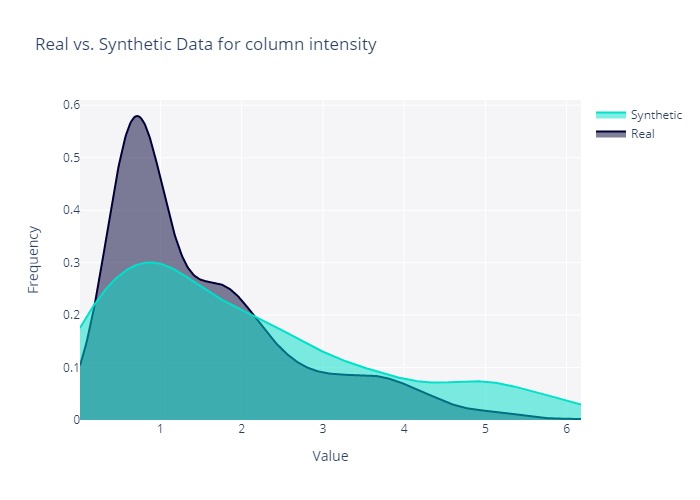 Real vs. Synthetic Data for column intensity
Synthetic
Real
Frequency
0.6
0.5
0.4
0.3
0.2
0.1
0
1
2
3
4
5
6
Value